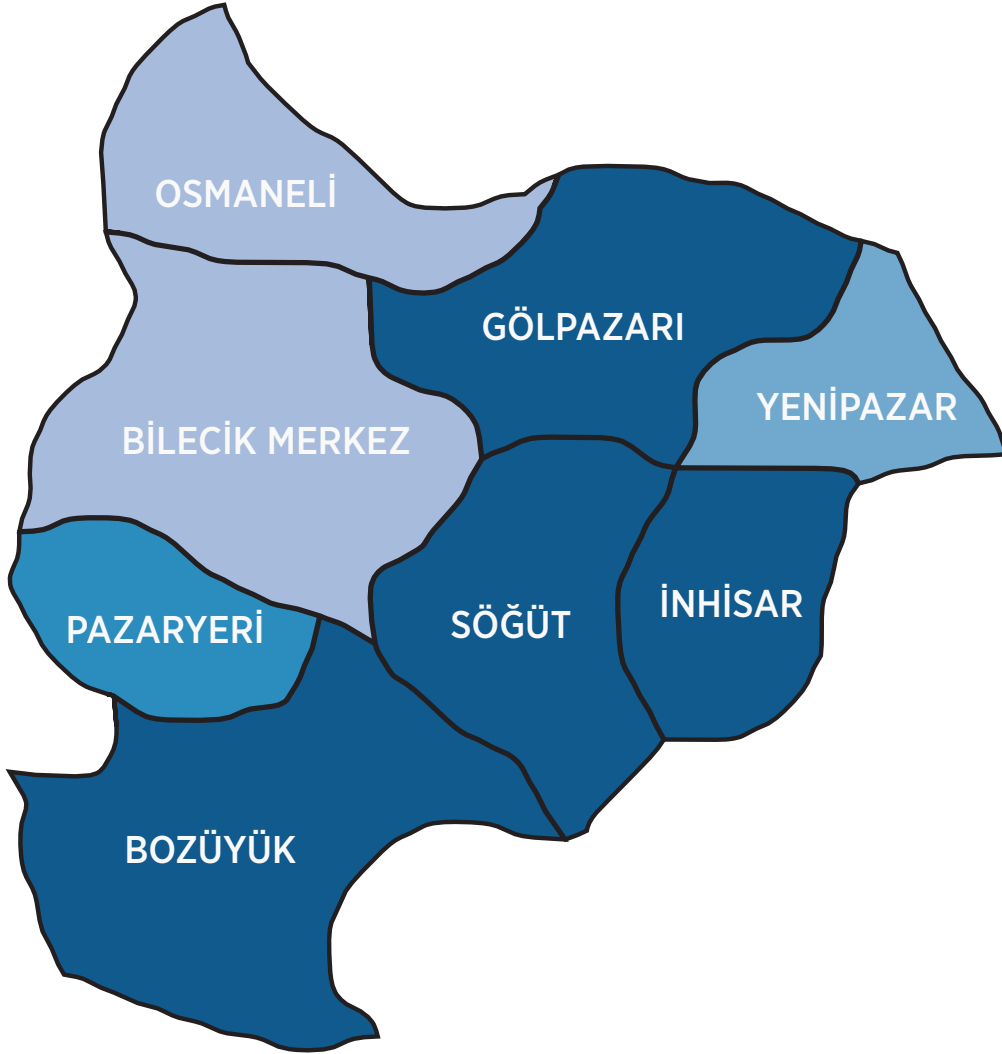 OSMANELİ
GÖLPAZARI
YENİPAZAR
BİLECİK MERKEZ
İNHİSAR
SÖĞÜT
PAZARYERİ
BOZÜYÜK